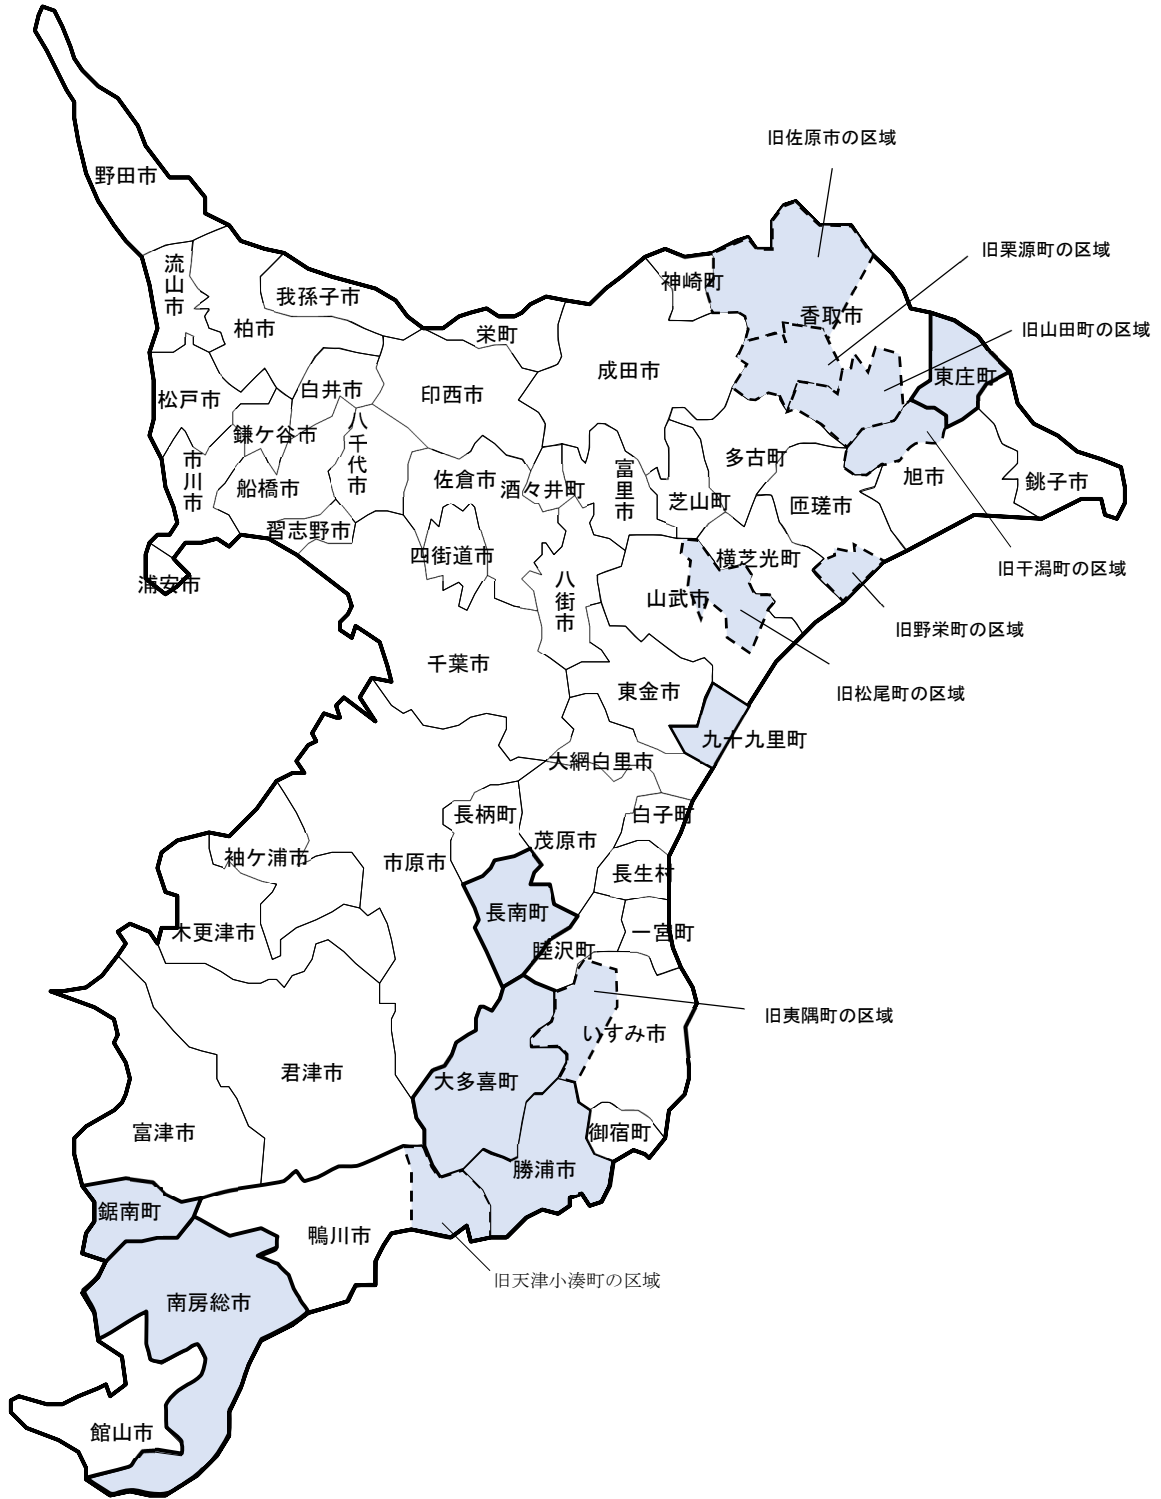 旧佐原市の区域
野田市
旧栗源町の区域
流山市
神崎町
我孫子市
香取市
柏市
栄町
旧山田町の区域
成田市
東庄町
白井市
印西市
松戸市
鎌ケ谷市
八千代市
多古町
旭市
市川市
船橋市
佐倉市
酒々井町
富里市
芝山町
銚子市
匝瑳市
習志野市
四街道市
横芝光町
旧干潟町の区域
浦安市
八街市
山武市
旧野栄町の区域
千葉市
東金市
旧松尾町の区域
九十九里町
大網白里市
長柄町
白子町
茂原市
袖ケ浦市
市原市
長生村
長南町
木更津市
一宮町
睦沢町
旧夷隅町の区域
いすみ市
君津市
大多喜町
富津市
御宿町
勝浦市
鋸南町
鴨川市
旧天津小湊町の区域
南房総市
館山市